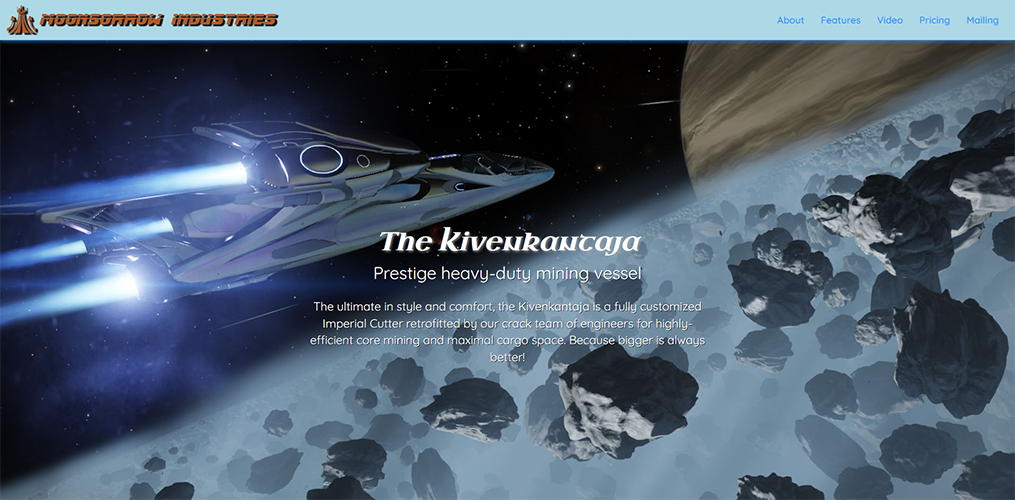 MOONSORROW INDUSTRIES
About Features Video Pricing Mailing
The Kivenkantaja
Prestige heavy-duty mining vessel
The ultimate in style and comfort, the Kivenkantaja is a fully customized
Imperial Cutter retrofitted by our crack team of engineers for highly-
efficient core mining and maximal cargo space. Because bigger is always
better!